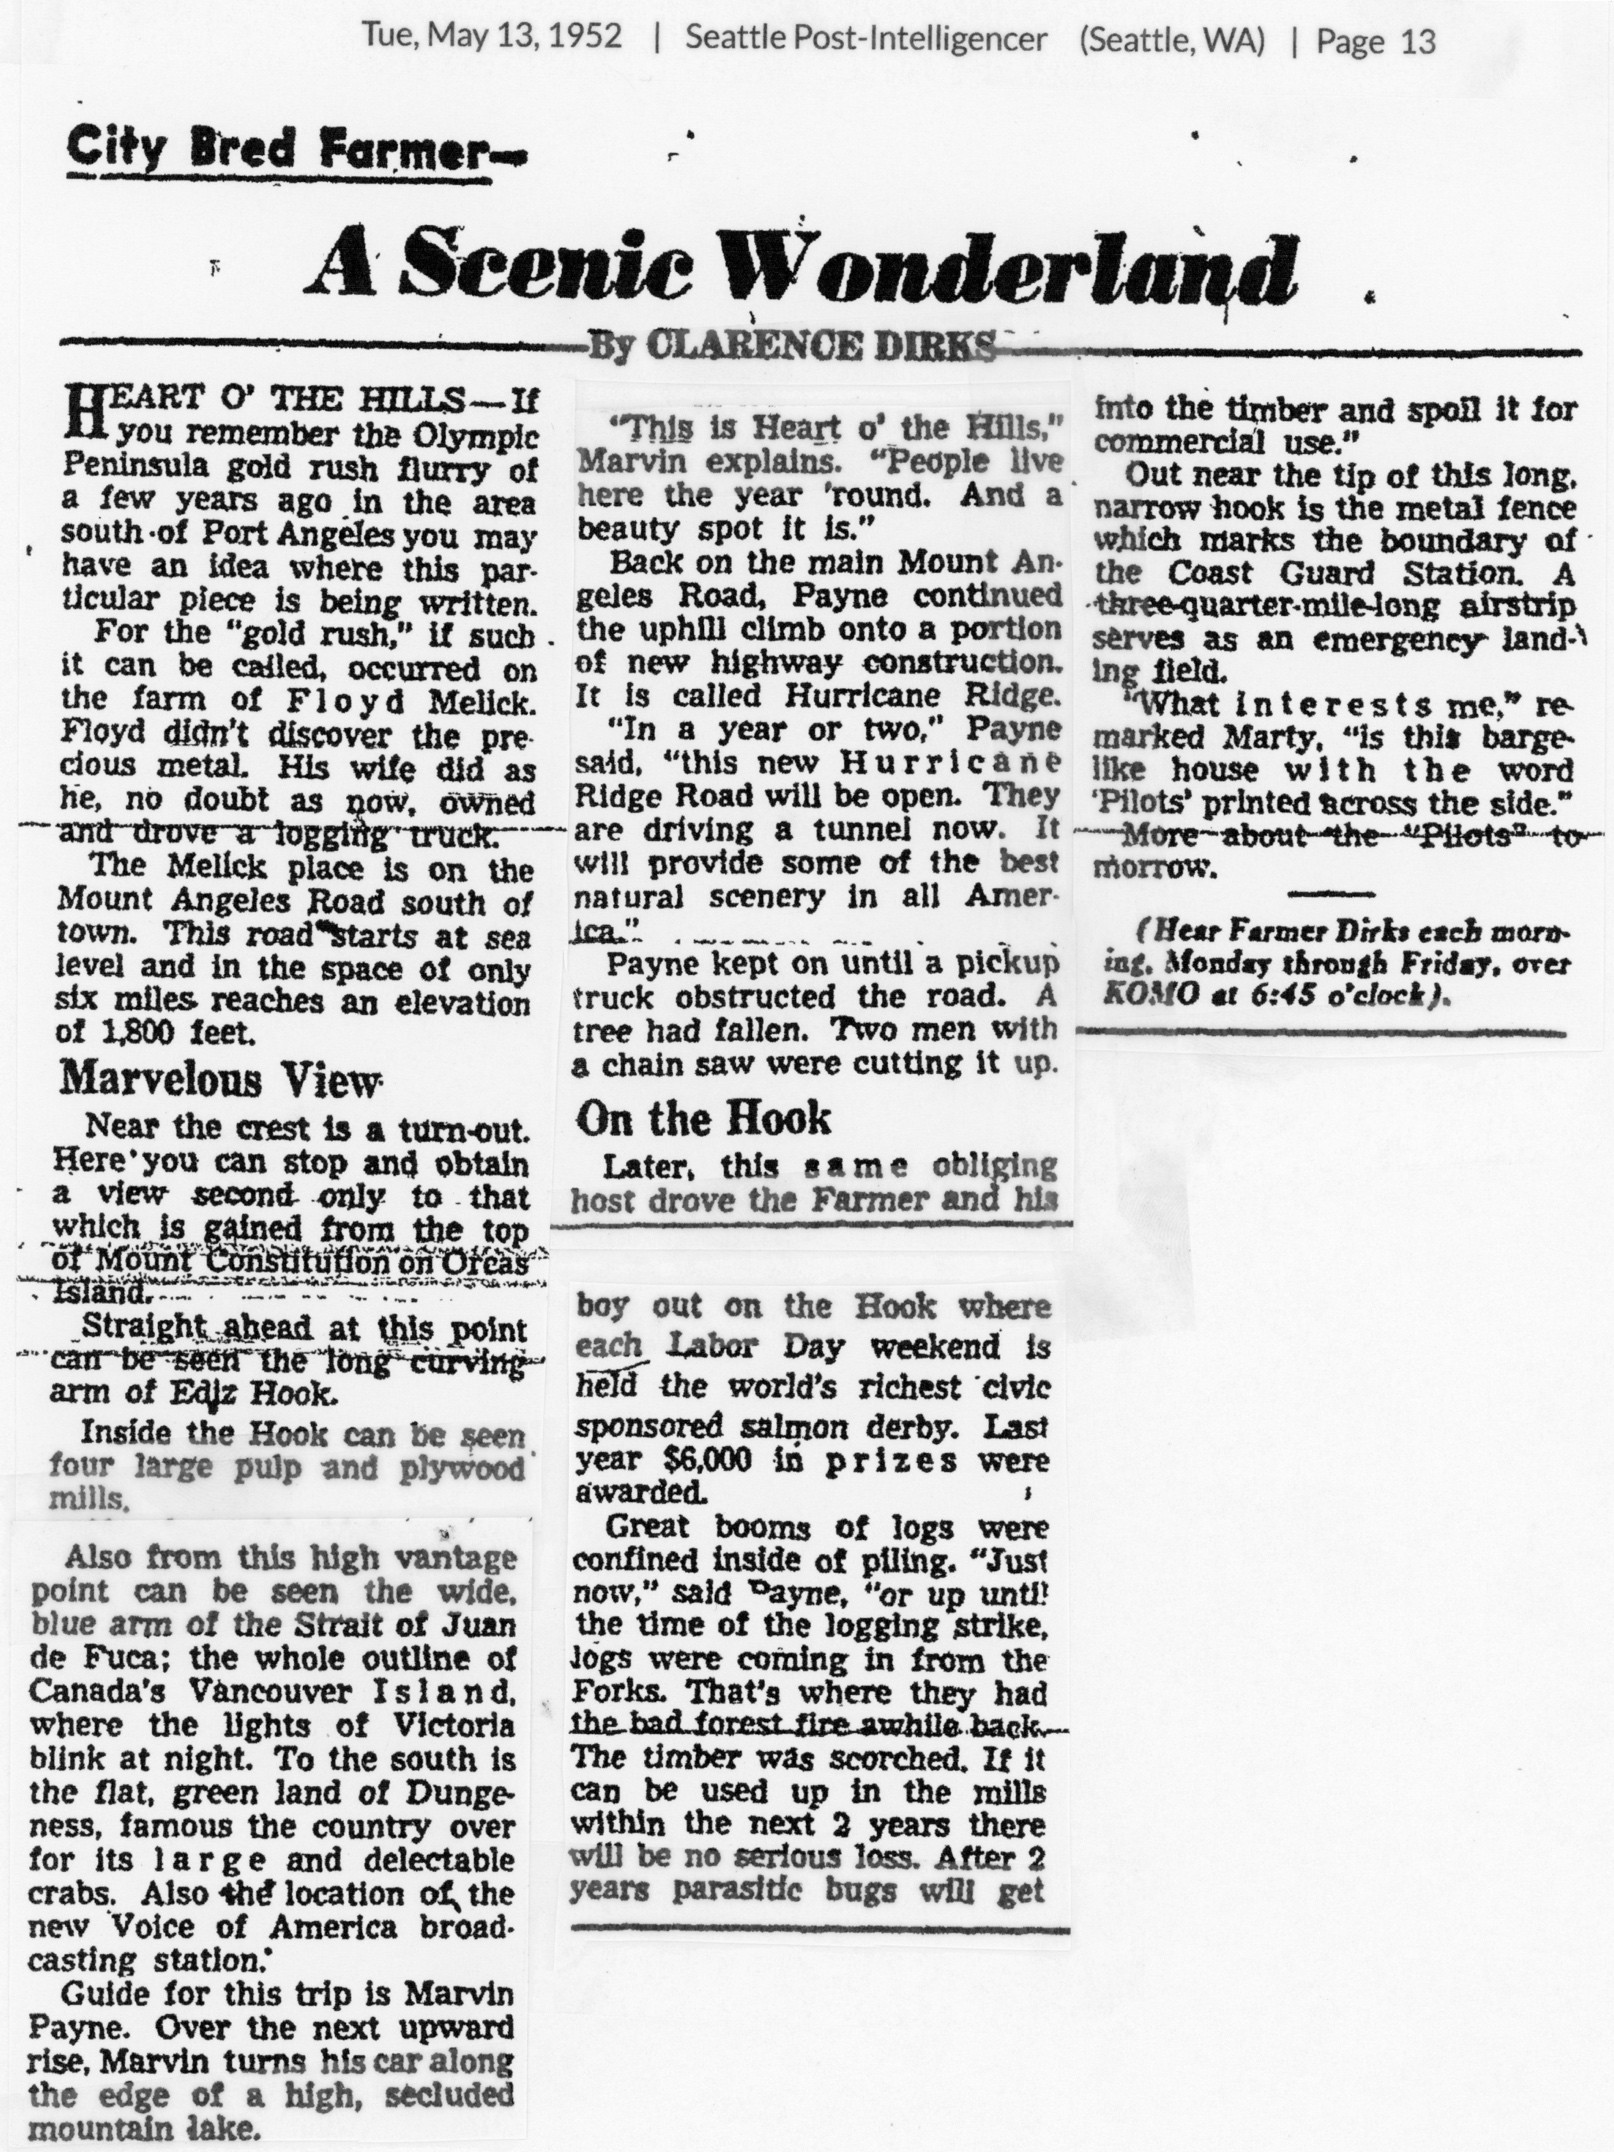 Tue, May 13, 1952 | Seattle Post-Intelligencer (Seattle, WA) | Page 13
City Bred Farmer—
A Scenic Wonderland
By CLARENCE DIRKS
HEART O' THE HILLS—If
you remember the Olympic
Peninsula gold rush flurry of
a few years ago in the area
south of Port Angeles you may
have an idea where this par-
ticular piece is being written.
For the "gold rush," if such
it can be called, occurred on
the farm of Floyd Melick.
Floyd didn't discover the pre-
cious metal. His wife did as
he, no doubt as now, owned
and drove a logging truck.
The Melick place is on the
Mount Angeles Road south of
town. This road starts at sea
level and in the space of only
six miles reaches an elevation
of 1,800 feet.
Marvelous View
Near the crest is a turn-out.
Here you can stop and obtain
a view second only to that
which is gained from the top
of Mount Constitution on Orcas
Island.
Straight ahead at this point
can be seen the long curving
arm of Ediz Hook.
Inside the Hook can be seen
four large pulp and plywood
mills.
Also from this high vantage
point can be seen the wide,
blue arm of the Strait of Juan
de Fuca; the whole outline of
Canada's Vancouver Island,
where the lights of Victoria
blink at night. To the south is
the flat, green land of Dunge-
ness, famous the country over
for its large and delectable
crabs. Also the location of the
new Voice of America broad-
casting station.
Guide for this trip is Marvin
Payne. Over the next upward
rise, Marvin turns his car along
the edge of a high, secluded
mountain lake.
"This is Heart o' the Hills,"
Marvin explains. "People live
here the year 'round. And a
beauty spot it is."
Back on the main Mount An-
geles Road, Payne continued
the uphill climb onto a portion
of new highway construction.
It is called Hurricane Ridge.
"In a year or two," Payne
said, "this new Hurricane
Ridge Road will be open. They
are driving a tunnel now. It
will provide some of the best
natural scenery in all Amer-
ica."
Payne kept on until a pickup
truck obstructed the road. A
tree had fallen. Two men with
a chain saw were cutting it up.
On the Hook
Later, this same obliging
host drove the Farmer and his
boy out on the Hook where
each Labor Day weekend is
held the world's richest civic
sponsored salmon derby. Last
year $6,000 in prizes were
awarded.
Great booms of logs were
confined inside of piling. "Just
now," said Payne, "or up until
the time of the logging strike,
logs were coming in from the
Forks. That's where they had
the bad forest fire awhile back.
The timber was scorched. If it
can be used up in the mills
within the next 2 years there
will be no serious loss. After 2
years parasitic bugs will get
into the timber and spoil it for
commercial use."
Out near the tip of this long,
narrow hook is the metal fence
which marks the boundary of
the Coast Guard Station. A
three-quarter-mile-long airstrip
serves as an emergency land-
ing field.
"What interests me," re-
marked Marty, "is this barge-
like house with the word
'Pilots' printed across the side."
More about the "Pilots" to-
morrow.
(Hear Farmer Dirks each morn-
ing, Monday through Friday, over
KOMO at 6:45 o'clock).